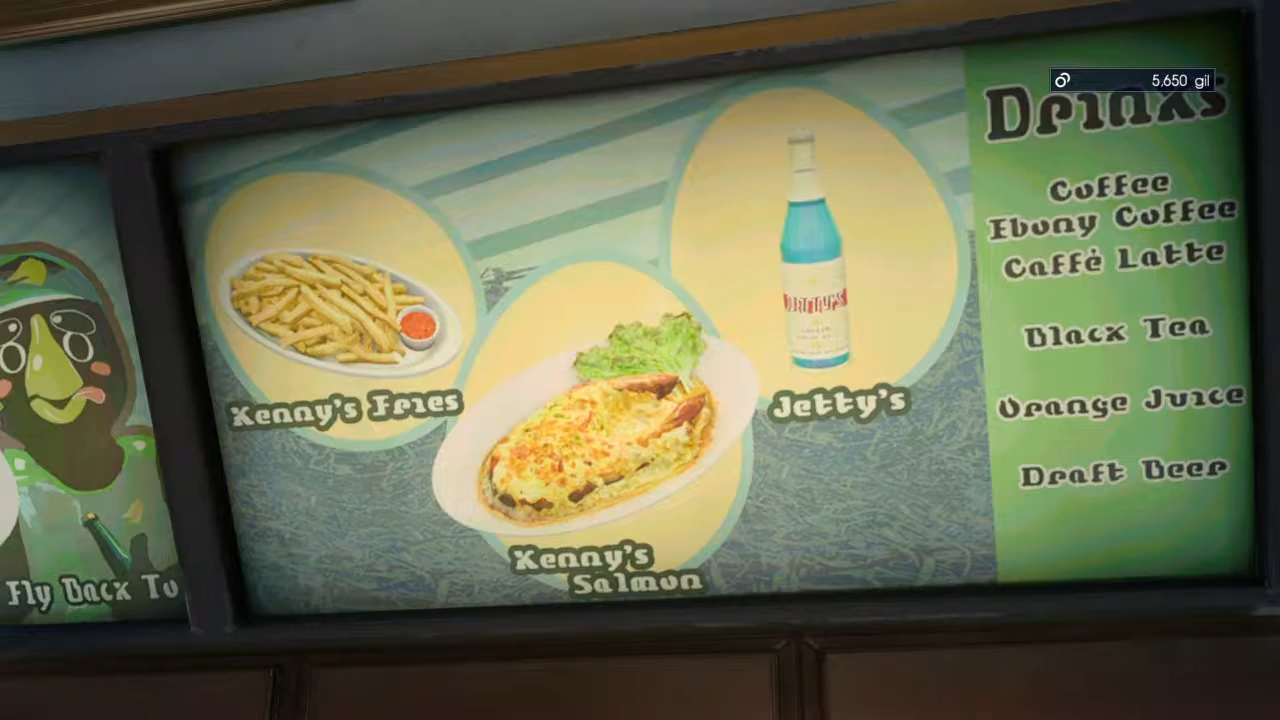 5,650 gil
Drinks
Coffee
Ebony Coffee
Caffè Latte
Black Tea
Orange Juice
Draft Beer
Kenny's Fries
Jetty's
Kenny's
Salmon
Fly Back To